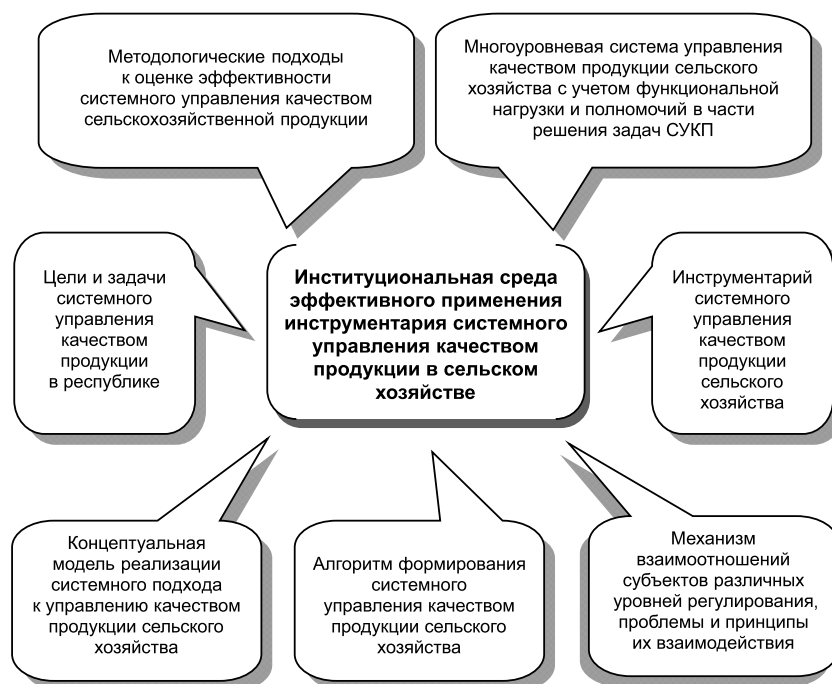 Методологические подходы
к оценке эффективности
системного управления качеством
сельскохозяйственной продукции
Многоуровневая система управления
качеством продукции сельского
хозяйства с учетом функциональной
нагрузки и полномочий в части
решения задач СУКП
Цели и задачи
системного
управления
качеством
продукции
в республике
Институциональная среда
эффективного применения
инструментария системного
управления качеством
продукции в сельском
хозяйстве
Инструментарий
системного
управления
качеством
продукции
сельского
хозяйства
Концептуальная
модель реализации
системного подхода
к управлению качеством
продукции сельского
хозяйства
Алгоритм формирования
системного
управления качеством
продукции сельского
хозяйства
Механизм
взаимоотношений
субъектов различных
уровней регулирования,
проблемы и принципы
их взаимодействия